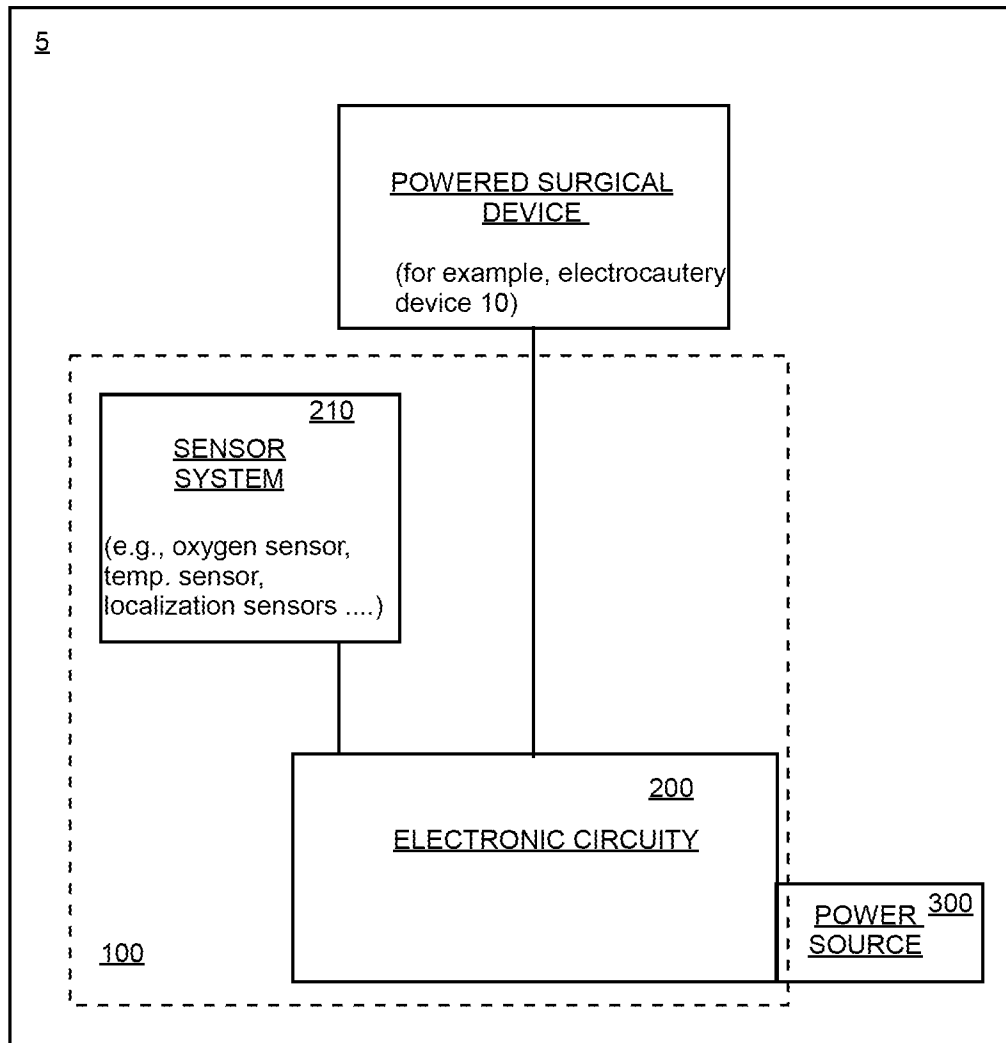 5
POWERED SURGICAL
DEVICE
(for example, electrocautery
device 10)
210
SENSOR
SYSTEM
(e.g., oxygen sensor,
temp. sensor,
localization sensors ....)
200
ELECTRONIC CIRCUITY
300
POWER
SOURCE
100